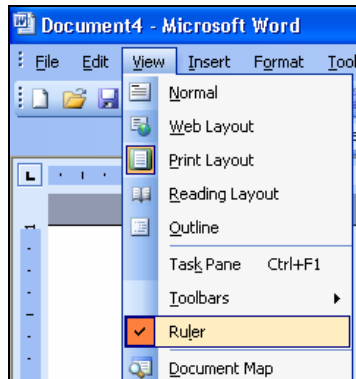 Document4 - Microsoft Word
File Edit View Insert Format
Normal
Web Layout
Print Layout
Reading Layout
Outline
Task Pane Ctrl+F1
Toolbars
Ruler
Document Map